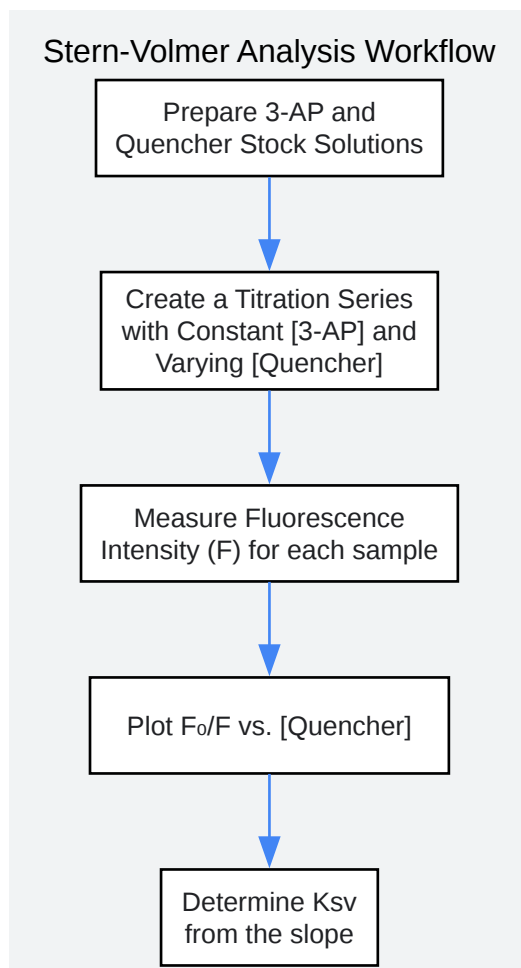 Stern-Volmer Analysis Workflow
Prepare 3-AP and
Quencher Stock Solutions
Create a Titration Series
with Constant [3-AP] and
Varying [Quencher]
Measure Fluorescence
Intensity (F) for each sample
Plot F₀/F vs. [Quencher]
Determine Ksv
from the slope